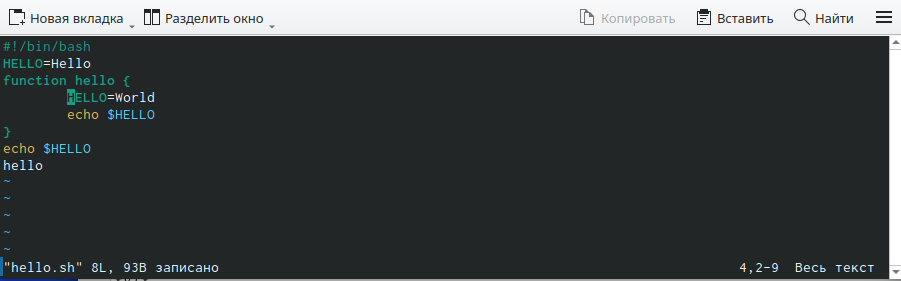 Новая вкладка Разделить окно Копировать Вставить Найти
#!/bin/bash
HELLO=Hello
function hello {
        HELLO=World
        echo $HELLO
}
echo $HELLO
hello
~
~
~
~
~
"hello.sh" 8L, 93B записано 4,2-9 Весь текст